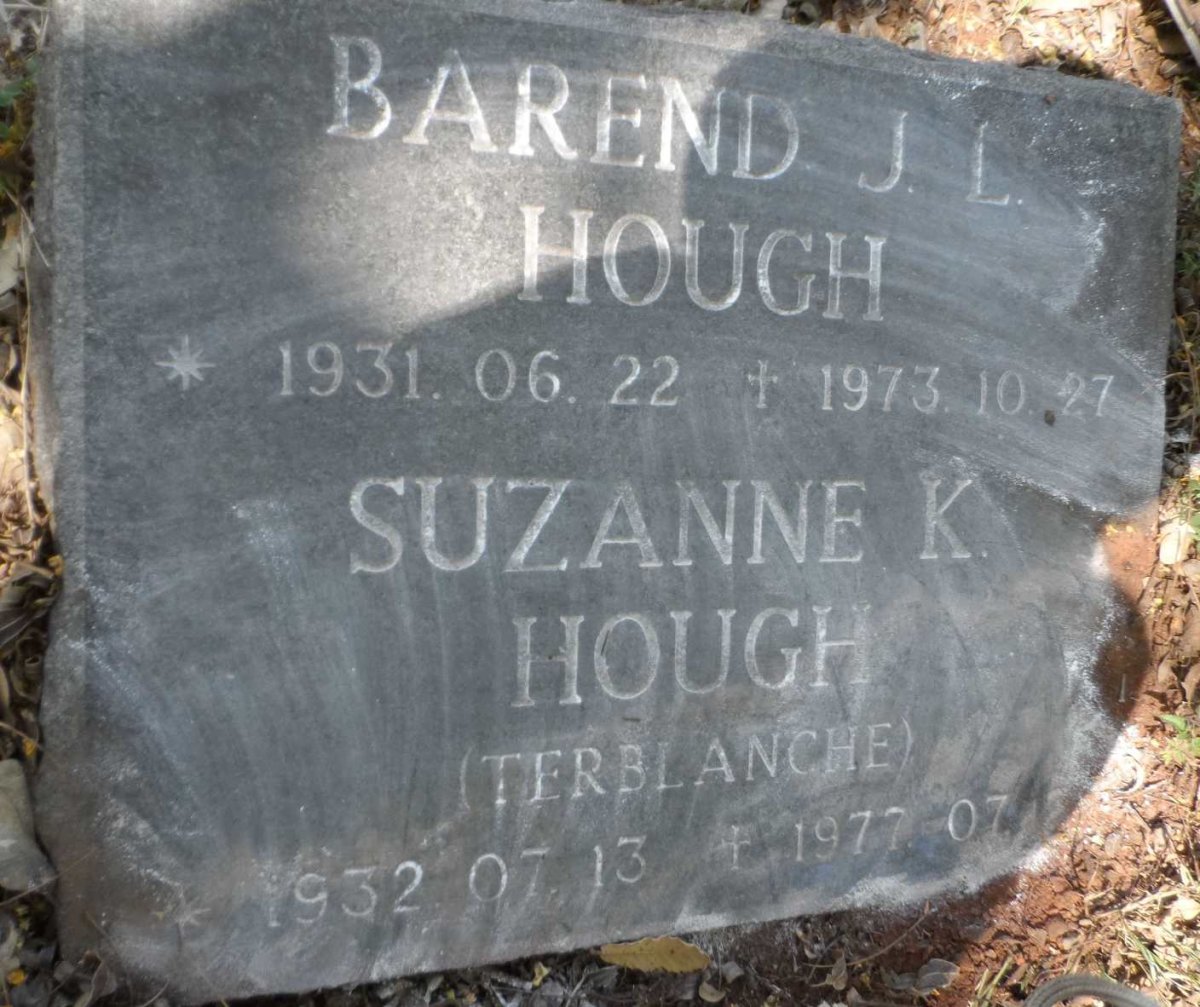 BAREND J. L.
HOUGH
* 1931. 06. 22 † 1973. 10. 27
SUZANNE K.
HOUGH
(TERBLANCHE)
* 1932 07. 13 † 1977. 07.